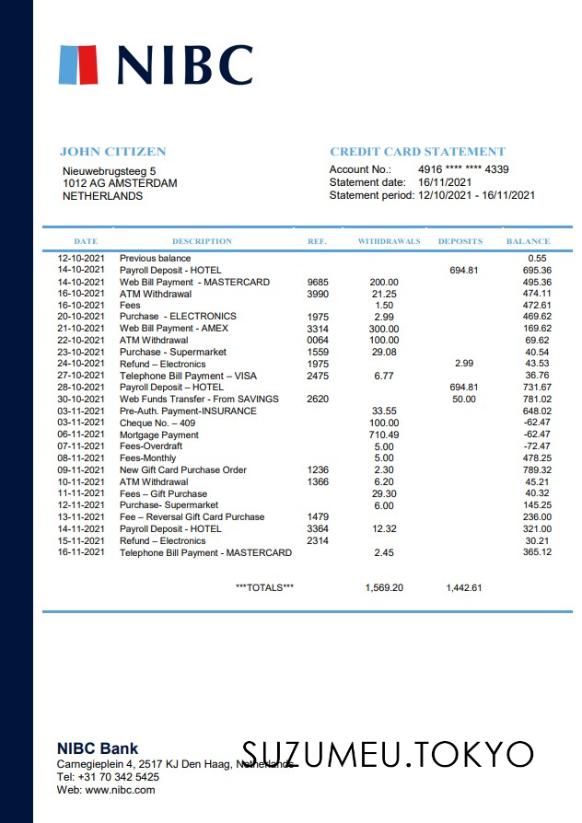 NIBC
JOHN CITIZEN
Nieuwebrugsteeg 5
1012 AG AMSTERDAM
NETHERLANDS
CREDIT CARD STATEMENT
Account No.: 4916 **** **** 4339
Statement date: 16/11/2021
Statement period: 12/10/2021 - 16/11/2021
DATE DESCRIPTION REF. WITHDRAWALS DEPOSITS BALANCE
12-10-2021 Previous balance 0.55
14-10-2021 Payroll Deposit - HOTEL 694.81 695.36
14-10-2021 Web Bill Payment - MASTERCARD 9685 200.00 495.36
16-10-2021 ATM Withdrawal 3990 21.25 474.11
16-10-2021 Fees 1.50 472.61
20-10-2021 Purchase - ELECTRONICS 1975 2.99 469.62
21-10-2021 Web Bill Payment - AMEX 3314 300.00 169.62
22-10-2021 ATM Withdrawal 0064 100.00 69.62
23-10-2021 Purchase - Supermarket 1559 29.08 40.54
24-10-2021 Refund – Electronics 1975 2.99 43.53
27-10-2021 Telephone Bill Payment – VISA 2475 6.77 36.76
28-10-2021 Payroll Deposit – HOTEL 694.81 731.67
30-10-2021 Web Funds Transfer - From SAVINGS 2620 50.00 781.02
03-11-2021 Pre-Auth. Payment-INSURANCE 33.55 648.02
03-11-2021 Cheque No. – 409 100.00 -62.47
06-11-2021 Mortgage Payment 710.49 -62.47
07-11-2021 Fees-Overdraft 5.00 -72.47
08-11-2021 Fees-Monthly 5.00 478.25
09-11-2021 New Gift Card Purchase Order 1236 2.30 789.32
10-11-2021 ATM Withdrawal 1366 6.20 45.21
11-11-2021 Fees – Gift Purchase 29.30 40.32
12-11-2021 Purchase- Supermarket 6.00 145.25
13-11-2021 Fee – Reversal Gift Card Purchase 1479 236.00
14-11-2021 Payroll Deposit - HOTEL 3364 12.32 321.00
15-11-2021 Refund – Electronics 2314 30.21
16-11-2021 Telephone Bill Payment - MASTERCARD 2.45 365.12
***TOTALS*** 1,569.20 1,442.61
NIBC Bank
Carnegieplein 4, 2517 KJ Den Haag, Netherlands
Tel: +31 70 342 5425
Web: www.nibc.com
SUZUMEU.TOKYO